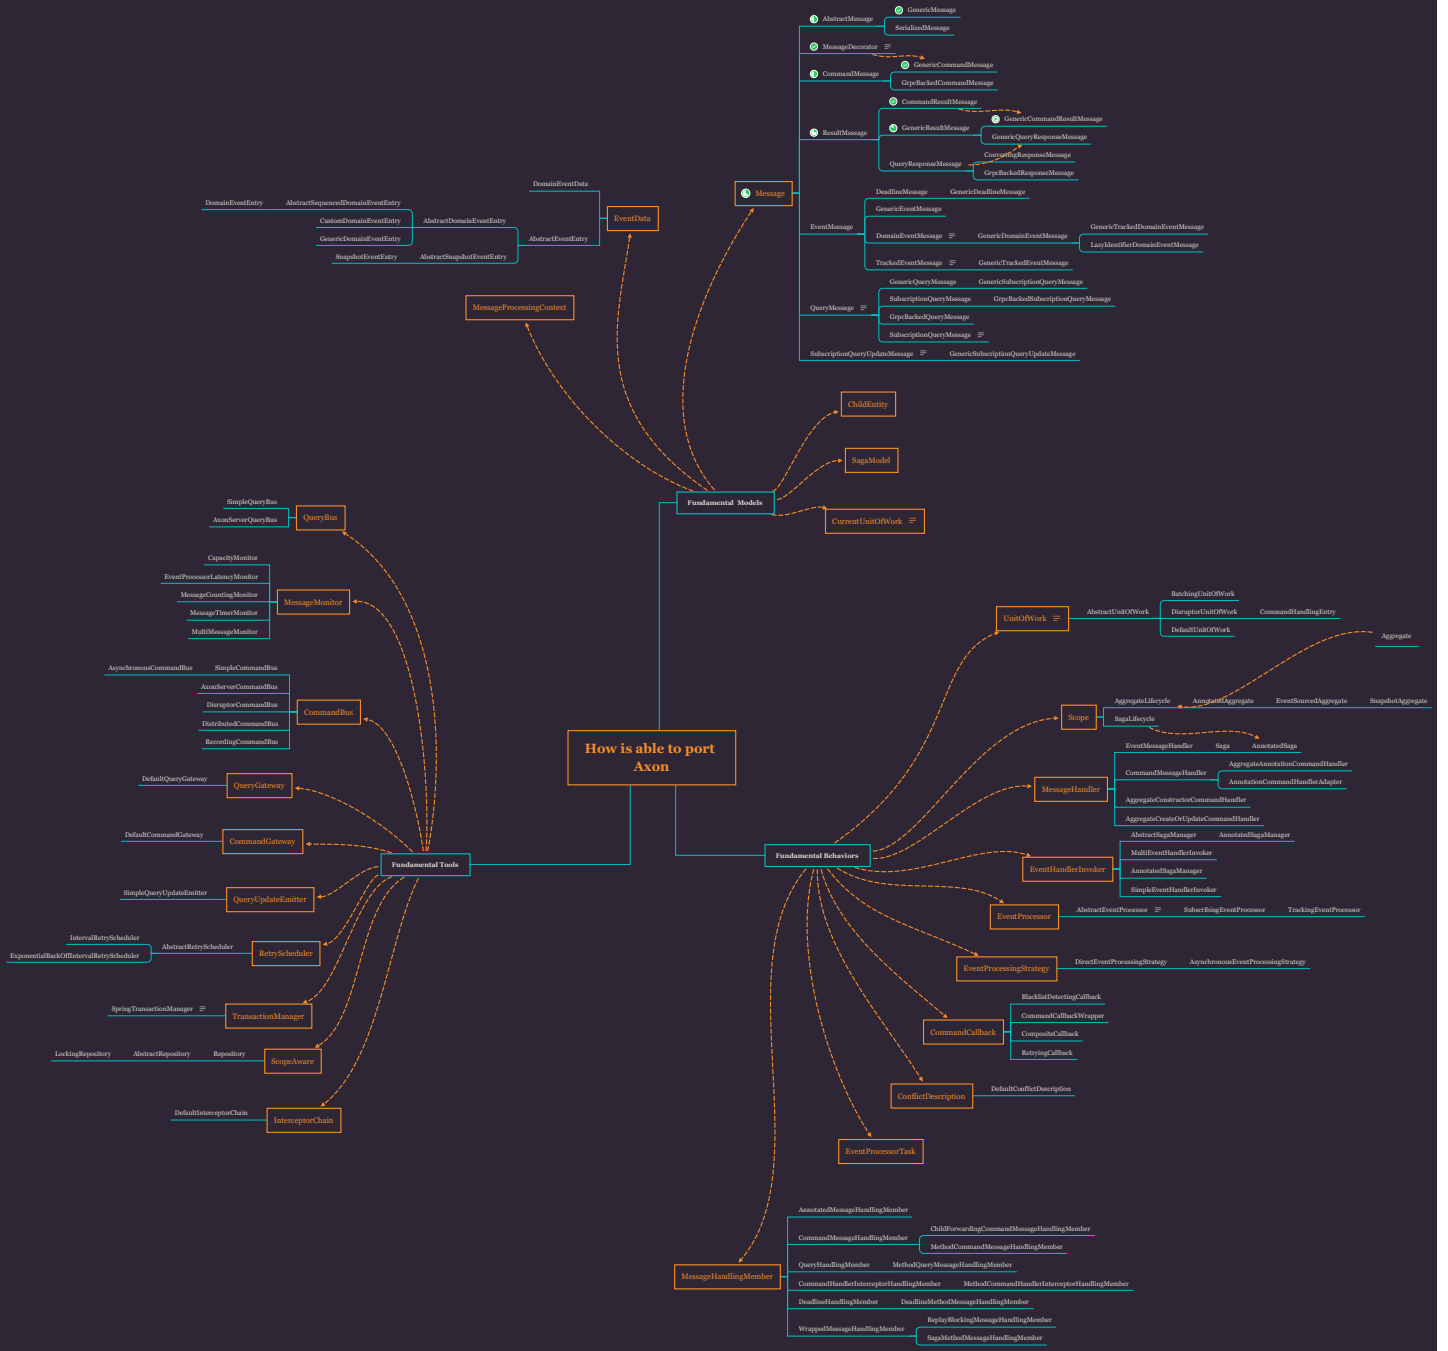 GenericMessage
AbstractMessage
SerializedMessage
MessageDecorator
GenericCommandMessage
CommandMessage
GrpcBackedCommandMessage
CommandResultMessage
GenericCommandResultMessage
GenericResultMessage
ResultMessage
GenericQueryResponseMessage
ConvertingResponseMessage
QueryResponseMessage
GrpcBackedResponseMessage
Message
DeadlineMessage GenericDeadlineMessage
GenericEventMessage
EventMessage
GenericTrackedDomainEventMessage
DomainEventMessage GenericDomainEventMessage
LazyIdentifierDomainEventMessage
TrackedEventMessage GenericTrackedEventMessage
GenericQueryMessage GenericSubscriptionQueryMessage
SubscriptionQueryMessage GrpcBackedSubscriptionQueryMessage
QueryMessage
GrpcBackedQueryMessage
SubscriptionQueryMessage
SubscriptionQueryUpdateMessage GenericSubscriptionQueryUpdateMessage
DomainEventData
EventData
DomainEventEntry AbstractSequencedDomainEventEntry
CustomDomainEventEntry AbstractDomainEventEntry
GenericDomainEventEntry
AbstractEventEntry
SnapshotEventEntry AbstractSnapshotEventEntry
MessageProcessingContext
ChildEntity
SagaModel
Fundamental Models
CurrentUnitOfWork
SimpleQueryBus
QueryBus
AxonServerQueryBus
CapacityMonitor
EventProcessorLatencyMonitor
MessageCountingMonitor
MessageMonitor
MessageTimerMonitor
MultiMessageMonitor
AsynchronousCommandBus SimpleCommandBus
AxonServerCommandBus
DisruptorCommandBus
CommandBus
DistributedCommandBus
RecordingCommandBus
How is able to port
Axon
DefaultQueryGateway
QueryGateway
DefaultCommandGateway
CommandGateway
Fundamental Tools
SimpleQueryUpdateEmitter
QueryUpdateEmitter
IntervalRetryScheduler
AbstractRetryScheduler
RetryScheduler
ExponentialBackOffIntervalRetryScheduler
SpringTransactionManager
TransactionManager
LockingRepository AbstractRepository Repository
ScopeAware
DefaultInterceptorChain
InterceptorChain
BatchingUnitOfWork
UnitOfWork
AbstractUnitOfWork
DisruptorUnitOfWork CommandHandlingEntry
DefaultUnitOfWork
Aggregate
AggregateLifecycle AnnotatedAggregate EventSourcedAggregate SnapshotAggregate
Scope
SagaLifecycle
EventMessageHandler Saga AnnotatedSaga
AggregateAnnotationCommandHandler
CommandMessageHandler
AnnotationCommandHandlerAdapter
MessageHandler
AggregateConstructorCommandHandler
AggregateCreateOrUpdateCommandHandler
Fundamental Behaviors
AbstractSagaManager AnnotatedSagaManager
MultiEventHandlerInvoker
EventHandlerInvoker
AnnotatedSagaManager
SimpleEventHandlerInvoker
EventProcessor
AbstractEventProcessor SubscribingEventProcessor TrackingEventProcessor
EventProcessingStrategy
DirectEventProcessingStrategy AsynchronousEventProcessingStrategy
BlacklistDetectingCallback
CommandCallbackWrapper
CommandCallback
CompositeCallback
RetryingCallback
ConflictDescription
DefaultConflictDescription
EventProcessorTask
AnnotatedMessageHandlingMember
ChildForwardingCommandMessageHandlingMember
CommandMessageHandlingMember
MethodCommandMessageHandlingMember
QueryHandlingMember MethodQueryMessageHandlingMember
MessageHandlingMember
CommandHandlerInterceptorHandlingMember MethodCommandHandlerInterceptorHandlingMember
DeadlineHandlingMember DeadlineMethodMessageHandlingMember
ReplayBlockingMessageHandlingMember
WrappedMessageHandlingMember
SagaMethodMessageHandlingMember